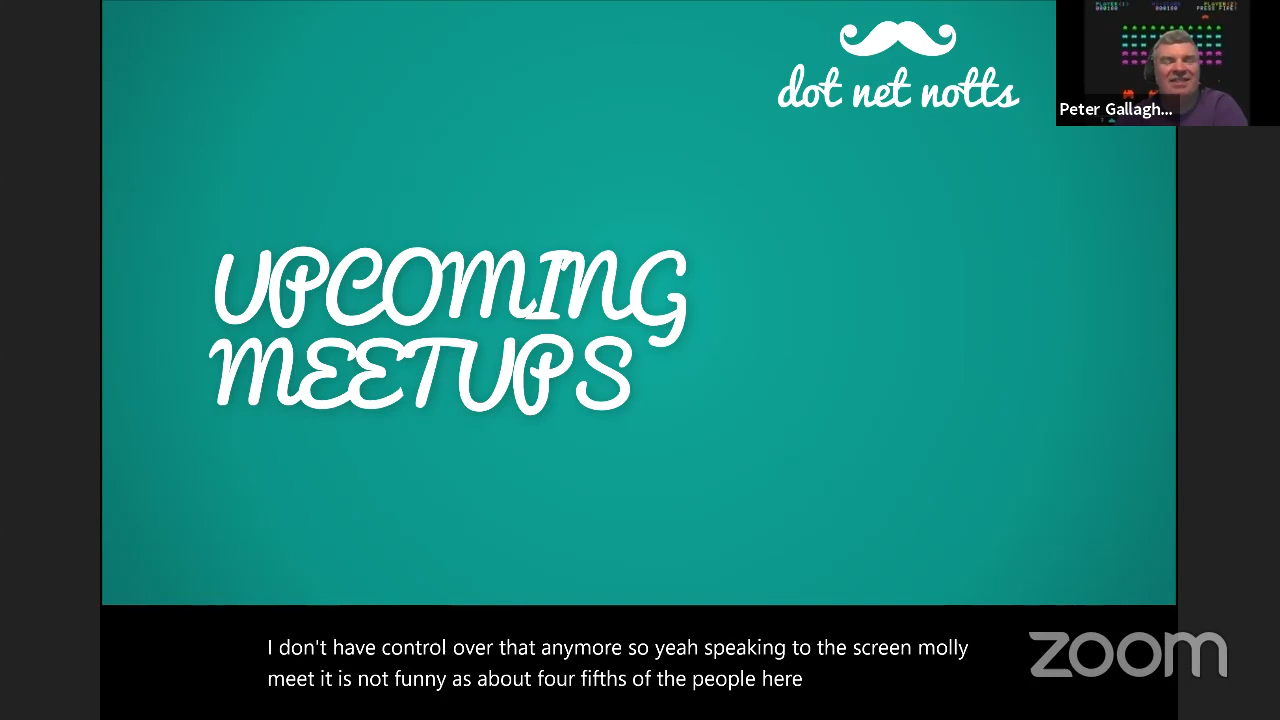 dot net notts
Peter Gallagh...
UPCOMING
MEETUPS
I don't have control over that anymore so yeah speaking to the screen molly
meet it is not funny as about four fifths of the people here
zoom